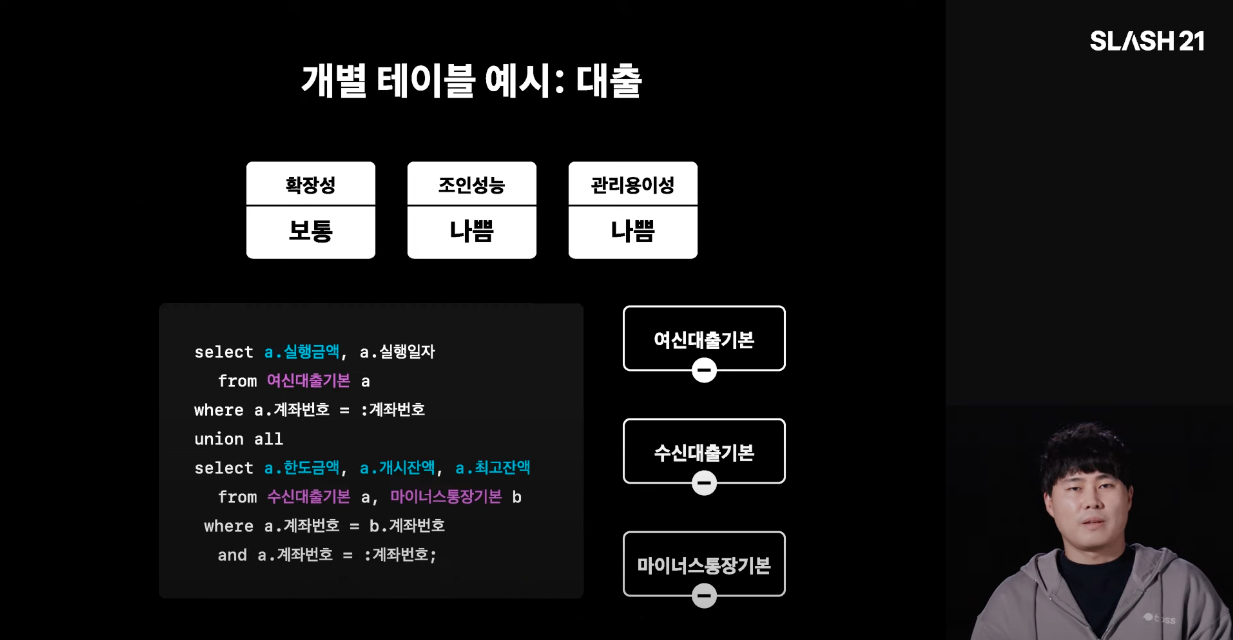 SLASH 21
개별 테이블 예시: 대출
확장성
보통
조인성능
나쁨
관리용이성
나쁨
select a.실행금액, a.실행일자
from 여신대출기본 a
where a.계좌번호 = :계좌번호
union all
select a.한도금액, a.개시잔액, a.최고잔액
from 수신대출기본 a, 마이너스통장기본 b
where a.계좌번호 = b.계좌번호
and a.계좌번호 = :계좌번호;
여신대출기본
수신대출기본
마이너스통장기본
toss